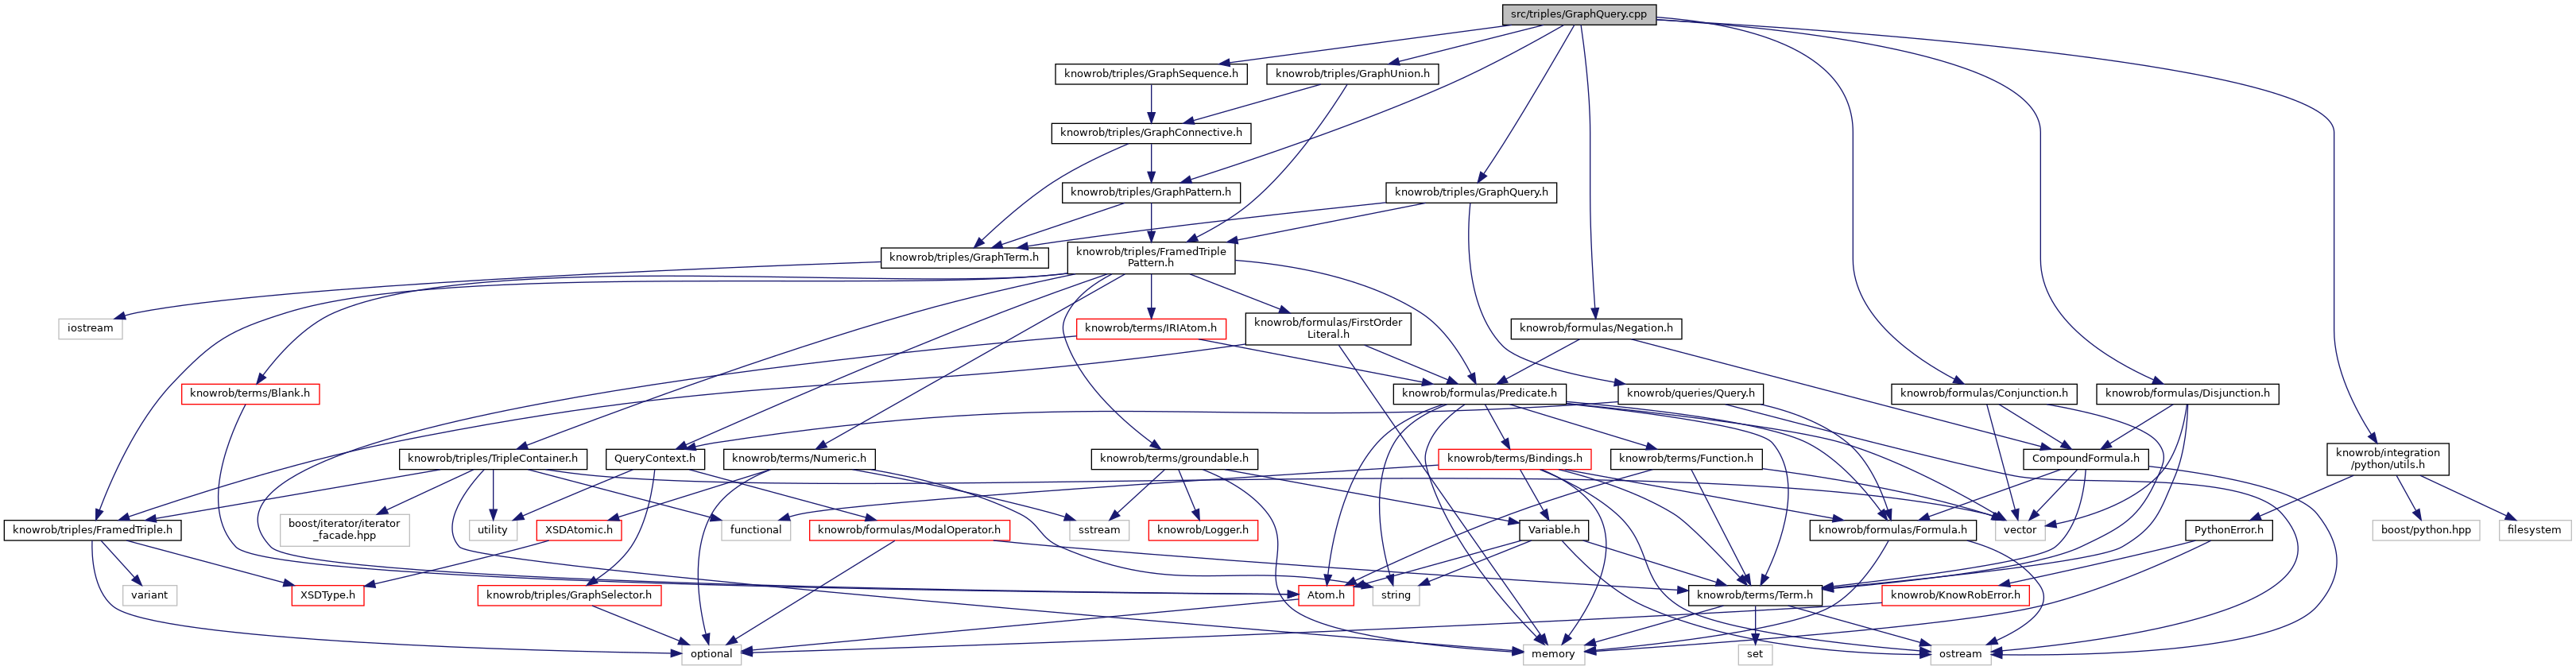 src/triples/GraphQuery.cpp
knowrob/triples/GraphSequence.h
knowrob/triples/GraphUnion.h
knowrob/triples/GraphConnective.h
knowrob/triples/GraphPattern.h
knowrob/triples/GraphQuery.h
knowrob/triples/GraphTerm.h
knowrob/triples/FramedTriple
Pattern.h
iostream
knowrob/terms/IRIAtom.h
knowrob/formulas/FirstOrder
Literal.h
knowrob/formulas/Negation.h
knowrob/terms/Blank.h
knowrob/formulas/Predicate.h
knowrob/queries/Query.h
knowrob/formulas/Conjunction.h
knowrob/formulas/Disjunction.h
knowrob/triples/TripleContainer.h
QueryContext.h
knowrob/terms/Numeric.h
knowrob/terms/groundable.h
knowrob/terms/Bindings.h
knowrob/terms/Function.h
CompoundFormula.h
knowrob/integration
/python/utils.h
knowrob/triples/FramedTriple.h
boost/iterator/iterator
_facade.hpp
utility
XSDAtomic.h
functional
knowrob/formulas/ModalOperator.h
sstream
knowrob/Logger.h
Variable.h
knowrob/formulas/Formula.h
vector
PythonError.h
boost/python.hpp
filesystem
variant
XSDType.h
knowrob/triples/GraphSelector.h
Atom.h
string
knowrob/terms/Term.h
knowrob/KnowRobError.h
optional
memory
set
ostream